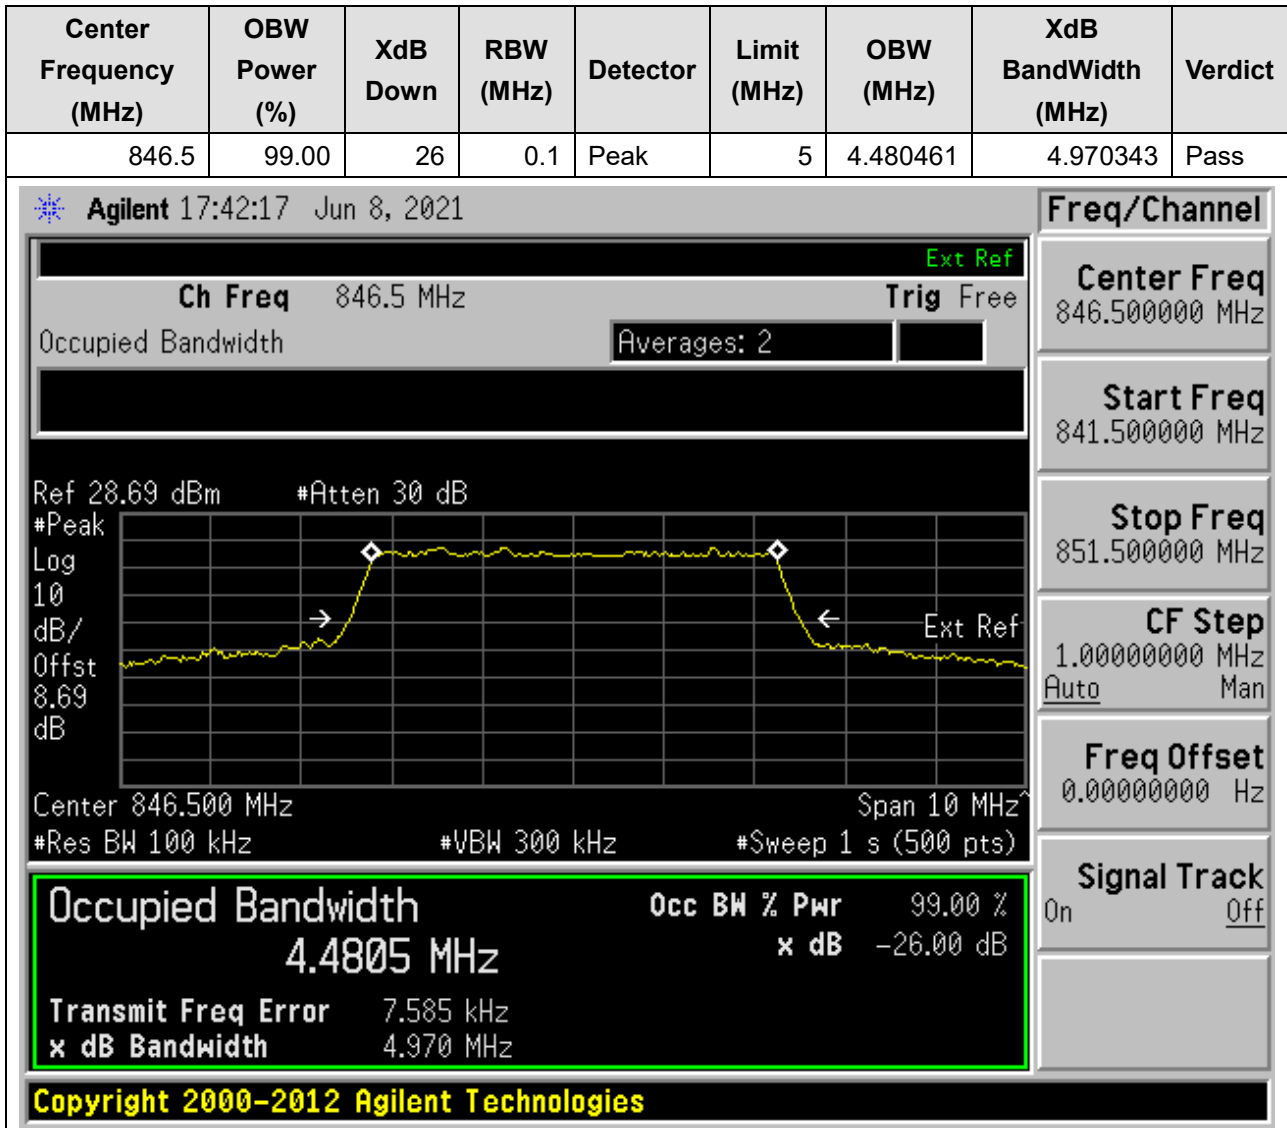 Center Frequency (MHz) OBW Power (%) XdB Down RBW (MHz) Detector Limit (MHz) OBW (MHz) XdB BandWidth (MHz) Verdict
846.5 99.00 26 0.1 Peak 5 4.480461 4.970343 Pass
Agilent 17:42:17 Jun 8, 2021
Ext Ref
Ch Freq 846.5 MHz Trig Free
Occupied Bandwidth Averages: 2
Ref 28.69 dBm #Atten 30 dB
#Peak
Log
10
dB/
Offst
8.69
dB
Ext Ref
Center 846.500 MHz Span 10 MHz^
#Res BW 100 kHz #VBW 300 kHz #Sweep 1 s (500 pts)
Occupied Bandwidth Occ BW % Pwr 99.00 %
4.4805 MHz x dB -26.00 dB
Transmit Freq Error 7.585 kHz
x dB Bandwidth 4.970 MHz
Copyright 2000-2012 Agilent Technologies
Freq/Channel
Center Freq
846.500000 MHz
Start Freq
841.500000 MHz
Stop Freq
851.500000 MHz
CF Step
1.00000000 MHz
Auto Man
Freq Offset
0.00000000 Hz
Signal Track
On Off